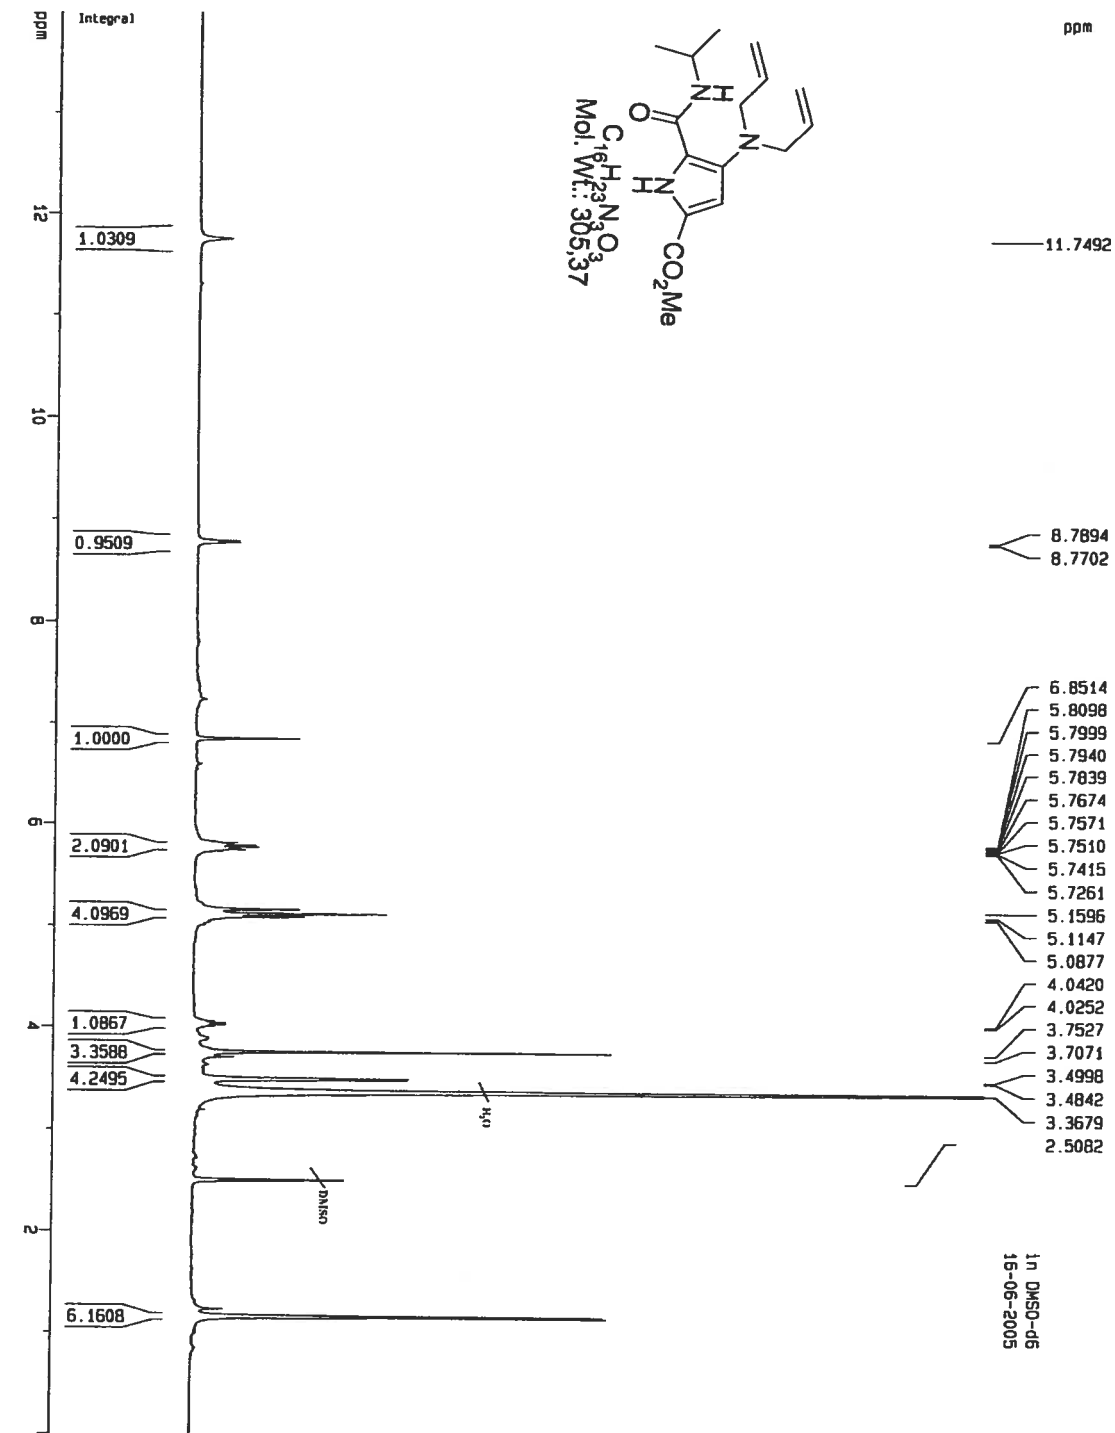 ppm
Integral
ppm
12
10
8
6
4
2
1.0309
0.9509
1.0000
2.0901
4.0969
1.0867
3.3588
4.2495
6.1608
N
H
O
N
N
H
CO2Me
C16H23N3O3
Mol. Wt.: 305,37
H2O
DMSO
11.7492
8.7894
8.7702
6.8514
5.8098
5.7999
5.7940
5.7839
5.7674
5.7571
5.7510
5.7415
5.7261
5.1596
5.1147
5.0877
4.0420
4.0252
3.7527
3.7071
3.4998
3.4842
3.3679
2.5082
in DMSO-d6
16-06-2005